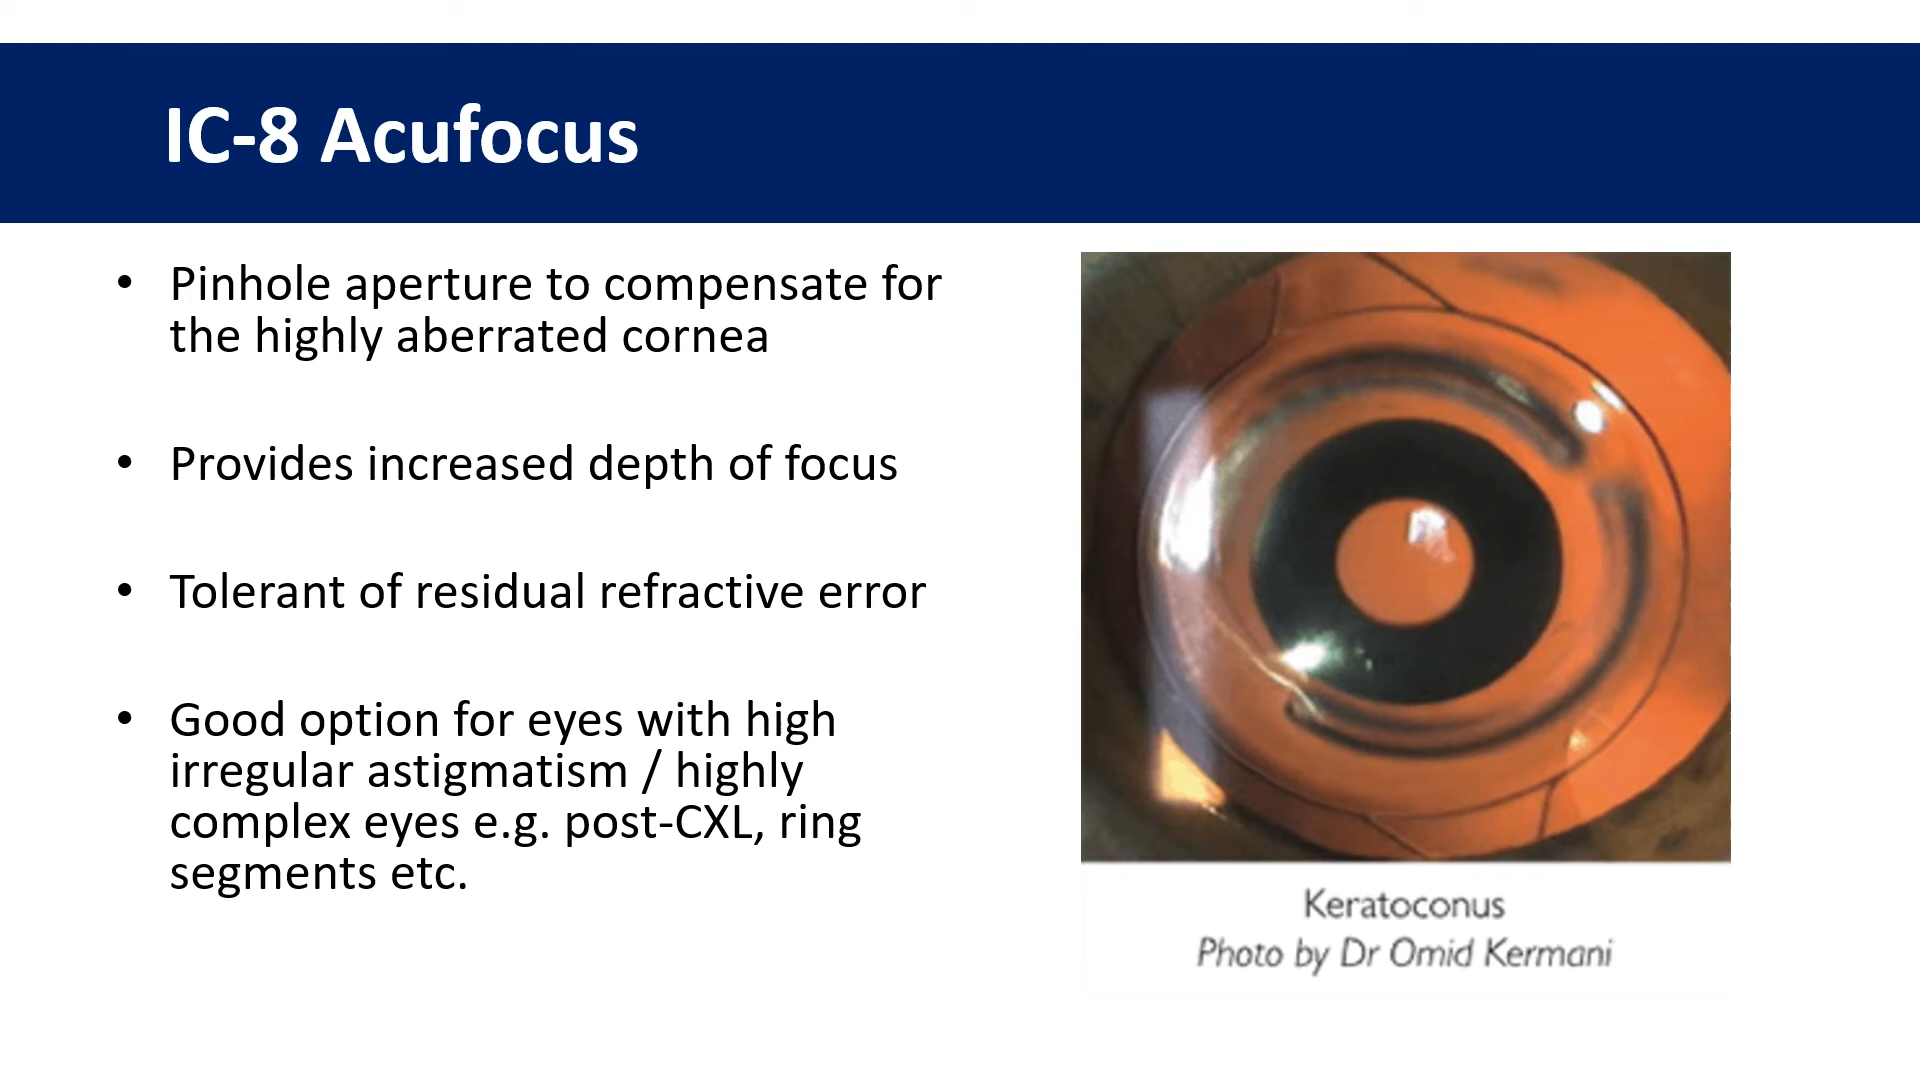 IC-8 Acufocus
• Pinhole aperture to compensate for
the highly aberrated cornea
• Provides increased depth of focus
• Tolerant of residual refractive error
• Good option for eyes with high
irregular astigmatism / highly
complex eyes e.g. post-CXL, ring
segments etc.
Keratoconus
Photo by Dr Omid Kermani